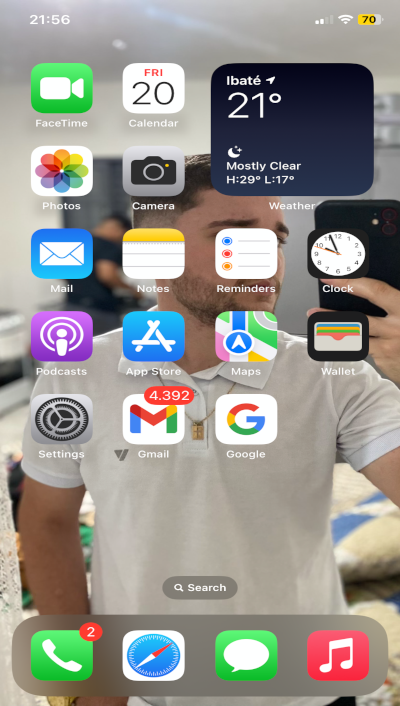 21:56
70
FRI
20
FaceTime
Calendar
Ibaté
21°
Mostly Clear
H:29° L:17°
Weather
Photos
Camera
Mail
Notes
Reminders
Clock
Podcasts
App Store
Maps
Wallet
4.392
Settings
Gmail
Google
Search
2